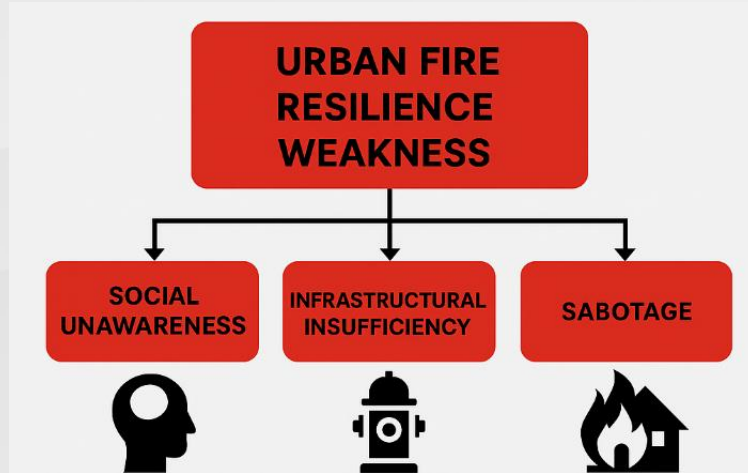 URBAN FIRE
RESILIENCE
WEAKNESS
SOCIAL
UNAWARENESS
INFRASTRUCTURAL
INSUFFICIENCY
SABOTAGE